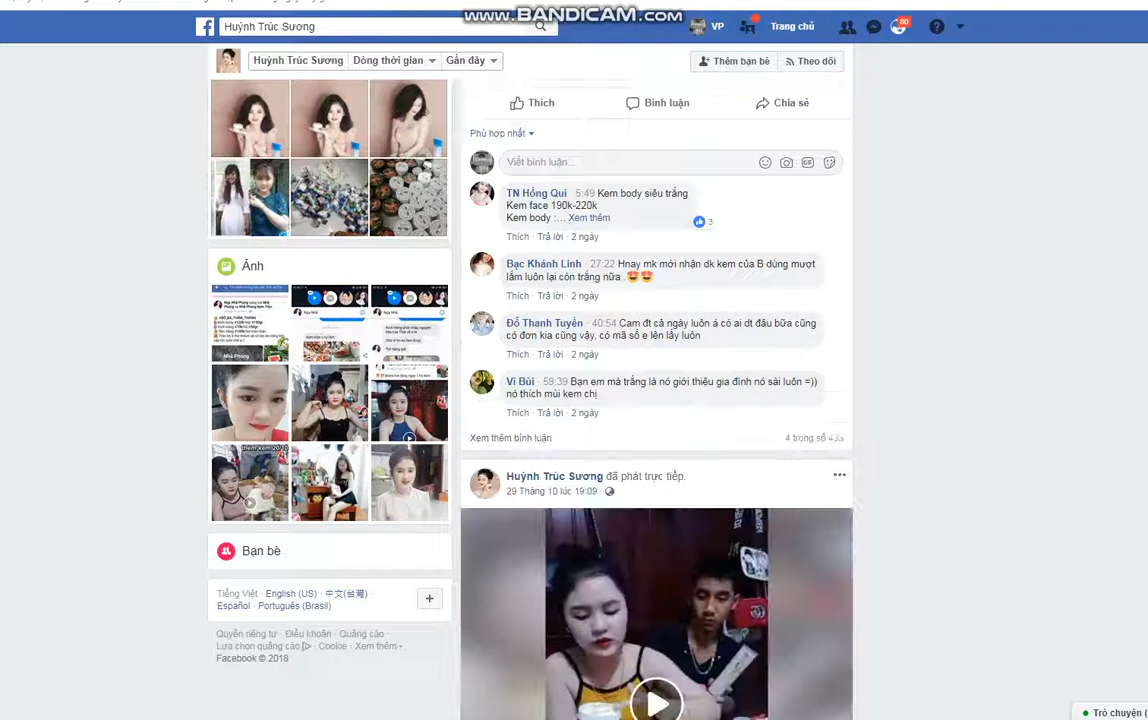 www.BANDICAM.com
Huỳnh Trúc Sương
VP
Trang chủ
80
Huỳnh Trúc Sương
Dòng thời gian
Gần đây
Thêm bạn bè
Theo dõi
Thích
Bình luận
Chia sẻ
Phù hợp nhất
Viết bình luận...
GIF
TN Hồng Quí · 5:49 Kem body siêu trắng
Kem face 190k-220k
Kem body :... Xem thêm
3
Thích · Trả lời · 2 ngày
Bạc Khánh Linh · 27:22 Hnay mk mới nhận dk kem của B dùng mượt
lắm luôn lại còn trắng nữa .
Thích · Trả lời · 2 ngày
Đỗ Thanh Tuyền · 40:54 Cam đt cả ngày luôn á có ai dt đâu bữa cũng
có đơn kia cũng vậy, có mã số e lên lấy luôn
Thích · Trả lời · 2 ngày
Vi Bùi · 59:39 Bạn em mà trắng là nó giới thiệu gia đình nó sài luôn =))
nó thích mùi kem chị
Thích · Trả lời · 2 ngày
Xem thêm bình luận
4 trong số 433
Huỳnh Trúc Sương đã phát trực tiếp.
29 Tháng 10 lúc 19:09 ·
Ảnh
Bạn bè
Tiếng Việt · English (US) · 中文(台灣) ·
Español · Português (Brasil)
Quyền riêng tư · Điều khoản · Quảng cáo ·
Lựa chọn quảng cáo · Cookie · Xem thêm
Facebook © 2018
Trò chuyện (